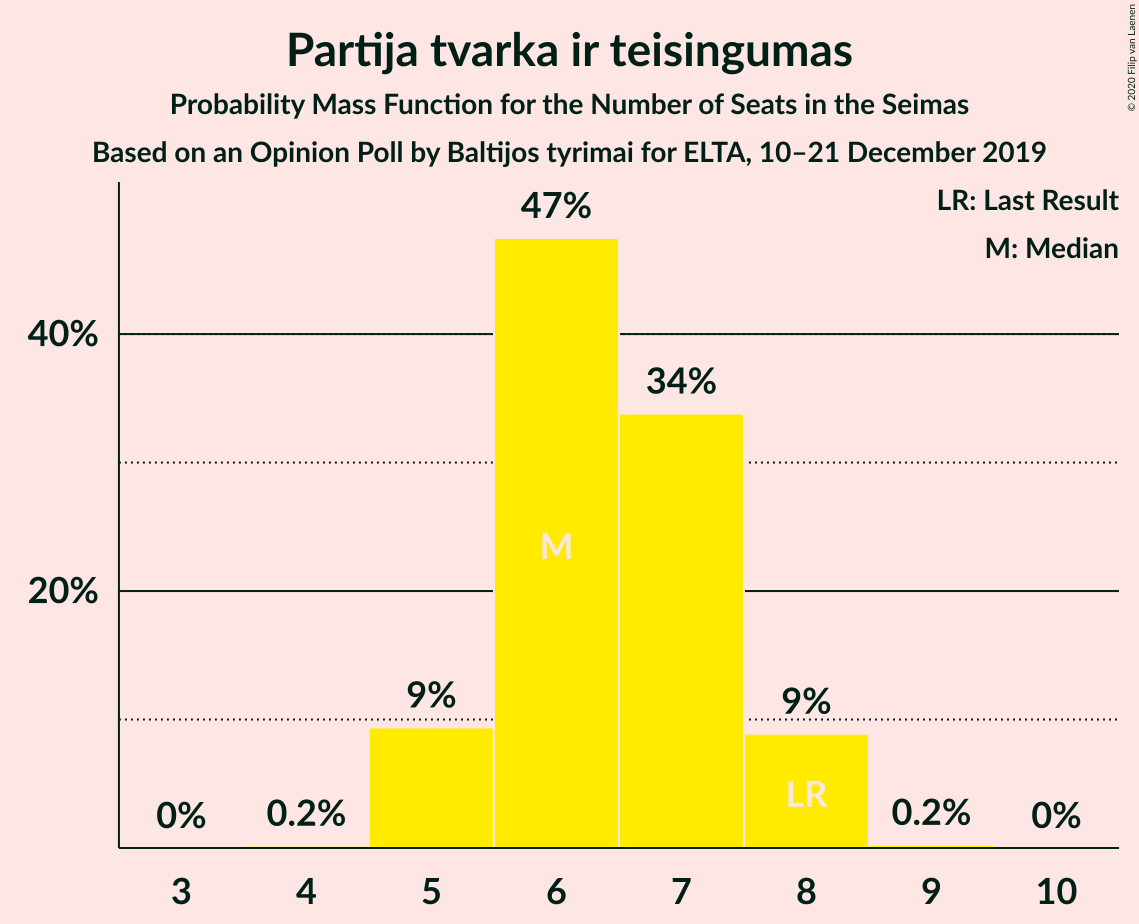 Partija tvarka ir teisingumas
Probability Mass Function for the Number of Seats in the Seimas
Based on an Opinion Poll by Baltijos tyrimai for ELTA, 10–21 December 2019
© 2020 Filip van Laenen
LR: Last Result
M: Median
47%
40%
34%
M
20%
9%
9%
LR
0%
0.2%
0.2%
0%
3 4 5 6 7 8 9 10